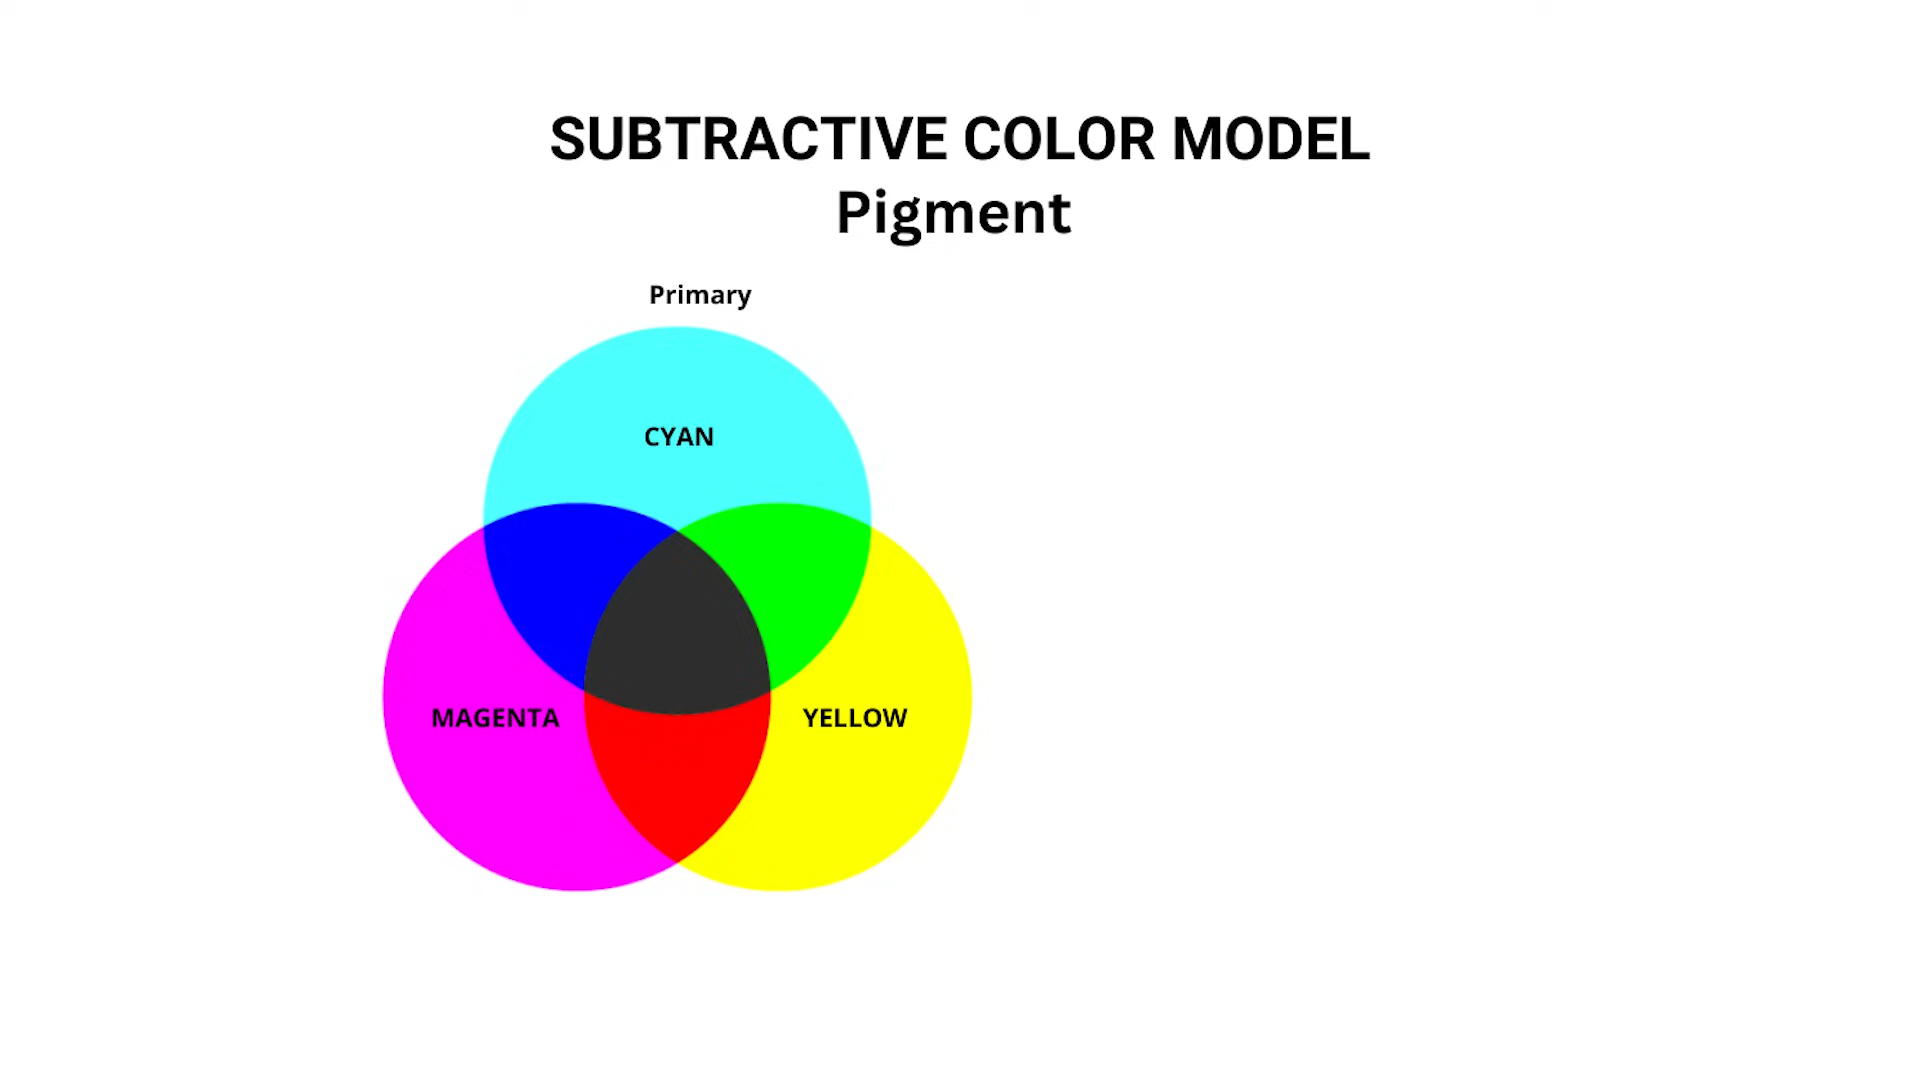 SUBTRACTIVE COLOR MODEL
Pigment
Primary
CYAN
MAGENTA
YELLOW